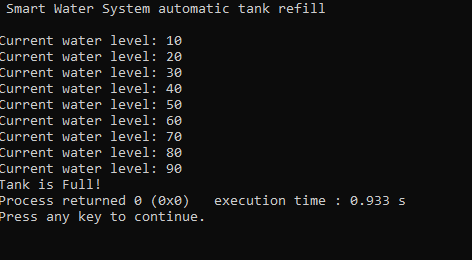 Smart Water System automatic tank refill
Current water level: 10
Current water level: 20
Current water level: 30
Current water level: 40
Current water level: 50
Current water level: 60
Current water level: 70
Current water level: 80
Current water level: 90
Tank is Full!
Process returned 0 (0x0)   execution time : 0.933 s
Press any key to continue.